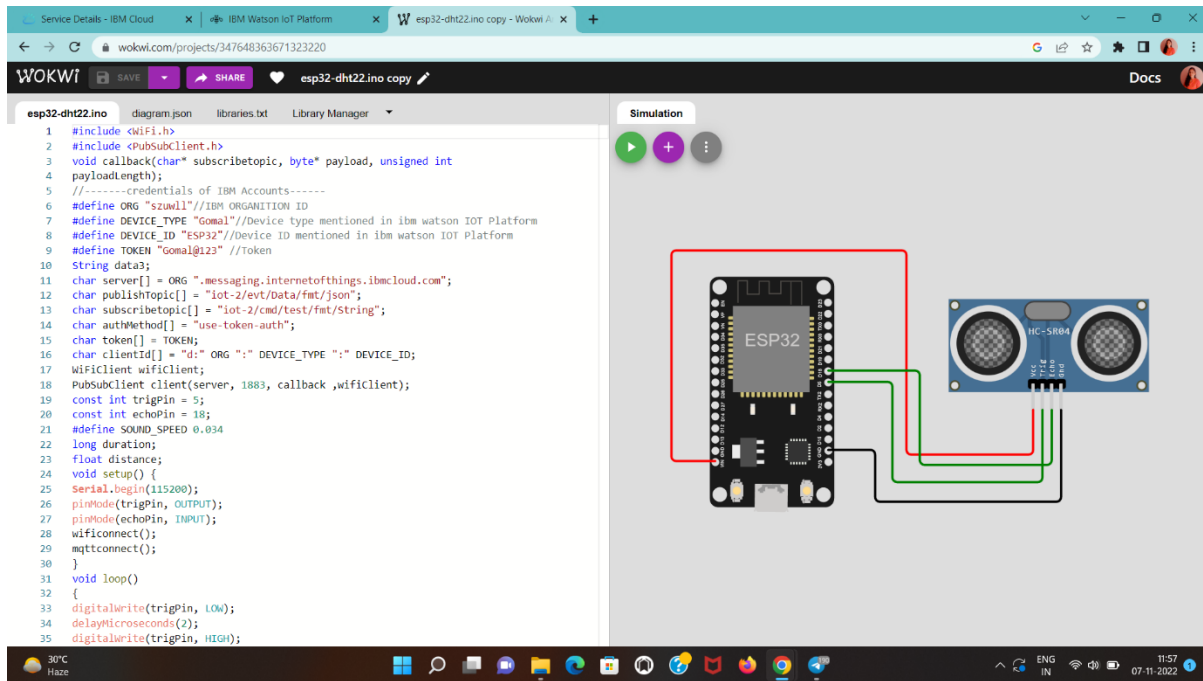 Service Details - IBM Cloud
IBM Watson IoT Platform
esp32-dht22.ino copy - Wokwi A
wokwi.com/projects/347648363671323220
WOKWI
SAVE
SHARE
esp32-dht22.ino copy
Docs
esp32-dht22.ino diagram.json libraries.txt Library Manager
Simulation
1 #include <WiFi.h>
2 #include <PubSubClient.h>
3 void callback(char* subscribetopic, byte* payload, unsigned int
4 payloadLength);
5 //-------credentials of IBM Accounts------
6 #define ORG "szuwll"//IBM ORGANITION ID
7 #define DEVICE_TYPE "Gomal"//Device type mentioned in ibm watson IOT Platform
8 #define DEVICE_ID "ESP32"//Device ID mentioned in ibm watson IOT Platform
9 #define TOKEN "Gomal@123" //Token
10 String data3;
11 char server[] = ORG ".messaging.internetofthings.ibmcloud.com";
12 char publishTopic[] = "iot-2/evt/Data/fmt/json";
13 char subscribetopic[] = "iot-2/cmd/test/fmt/String";
14 char authMethod[] = "use-token-auth";
15 char token[] = TOKEN;
16 char clientId[] = "d:" ORG ":" DEVICE_TYPE ":" DEVICE_ID;
17 WiFiClient wifiClient;
18 PubSubClient client(server, 1883, callback ,wifiClient);
19 const int trigPin = 5;
20 const int echoPin = 18;
21 #define SOUND_SPEED 0.034
22 long duration;
23 float distance;
24 void setup() {
25 Serial.begin(115200);
26 pinMode(trigPin, OUTPUT);
27 pinMode(echoPin, INPUT);
28 wificonnect();
29 mqttconnect();
30 }
31 void loop()
32 {
33 digitalWrite(trigPin, LOW);
34 delayMicroseconds(2);
35 digitalWrite(trigPin, HIGH);
ESP32
HC-SR04
Vcc
Trig
Echo
Gnd
30°C
Haze
ENG
IN
11:57
07-11-2022